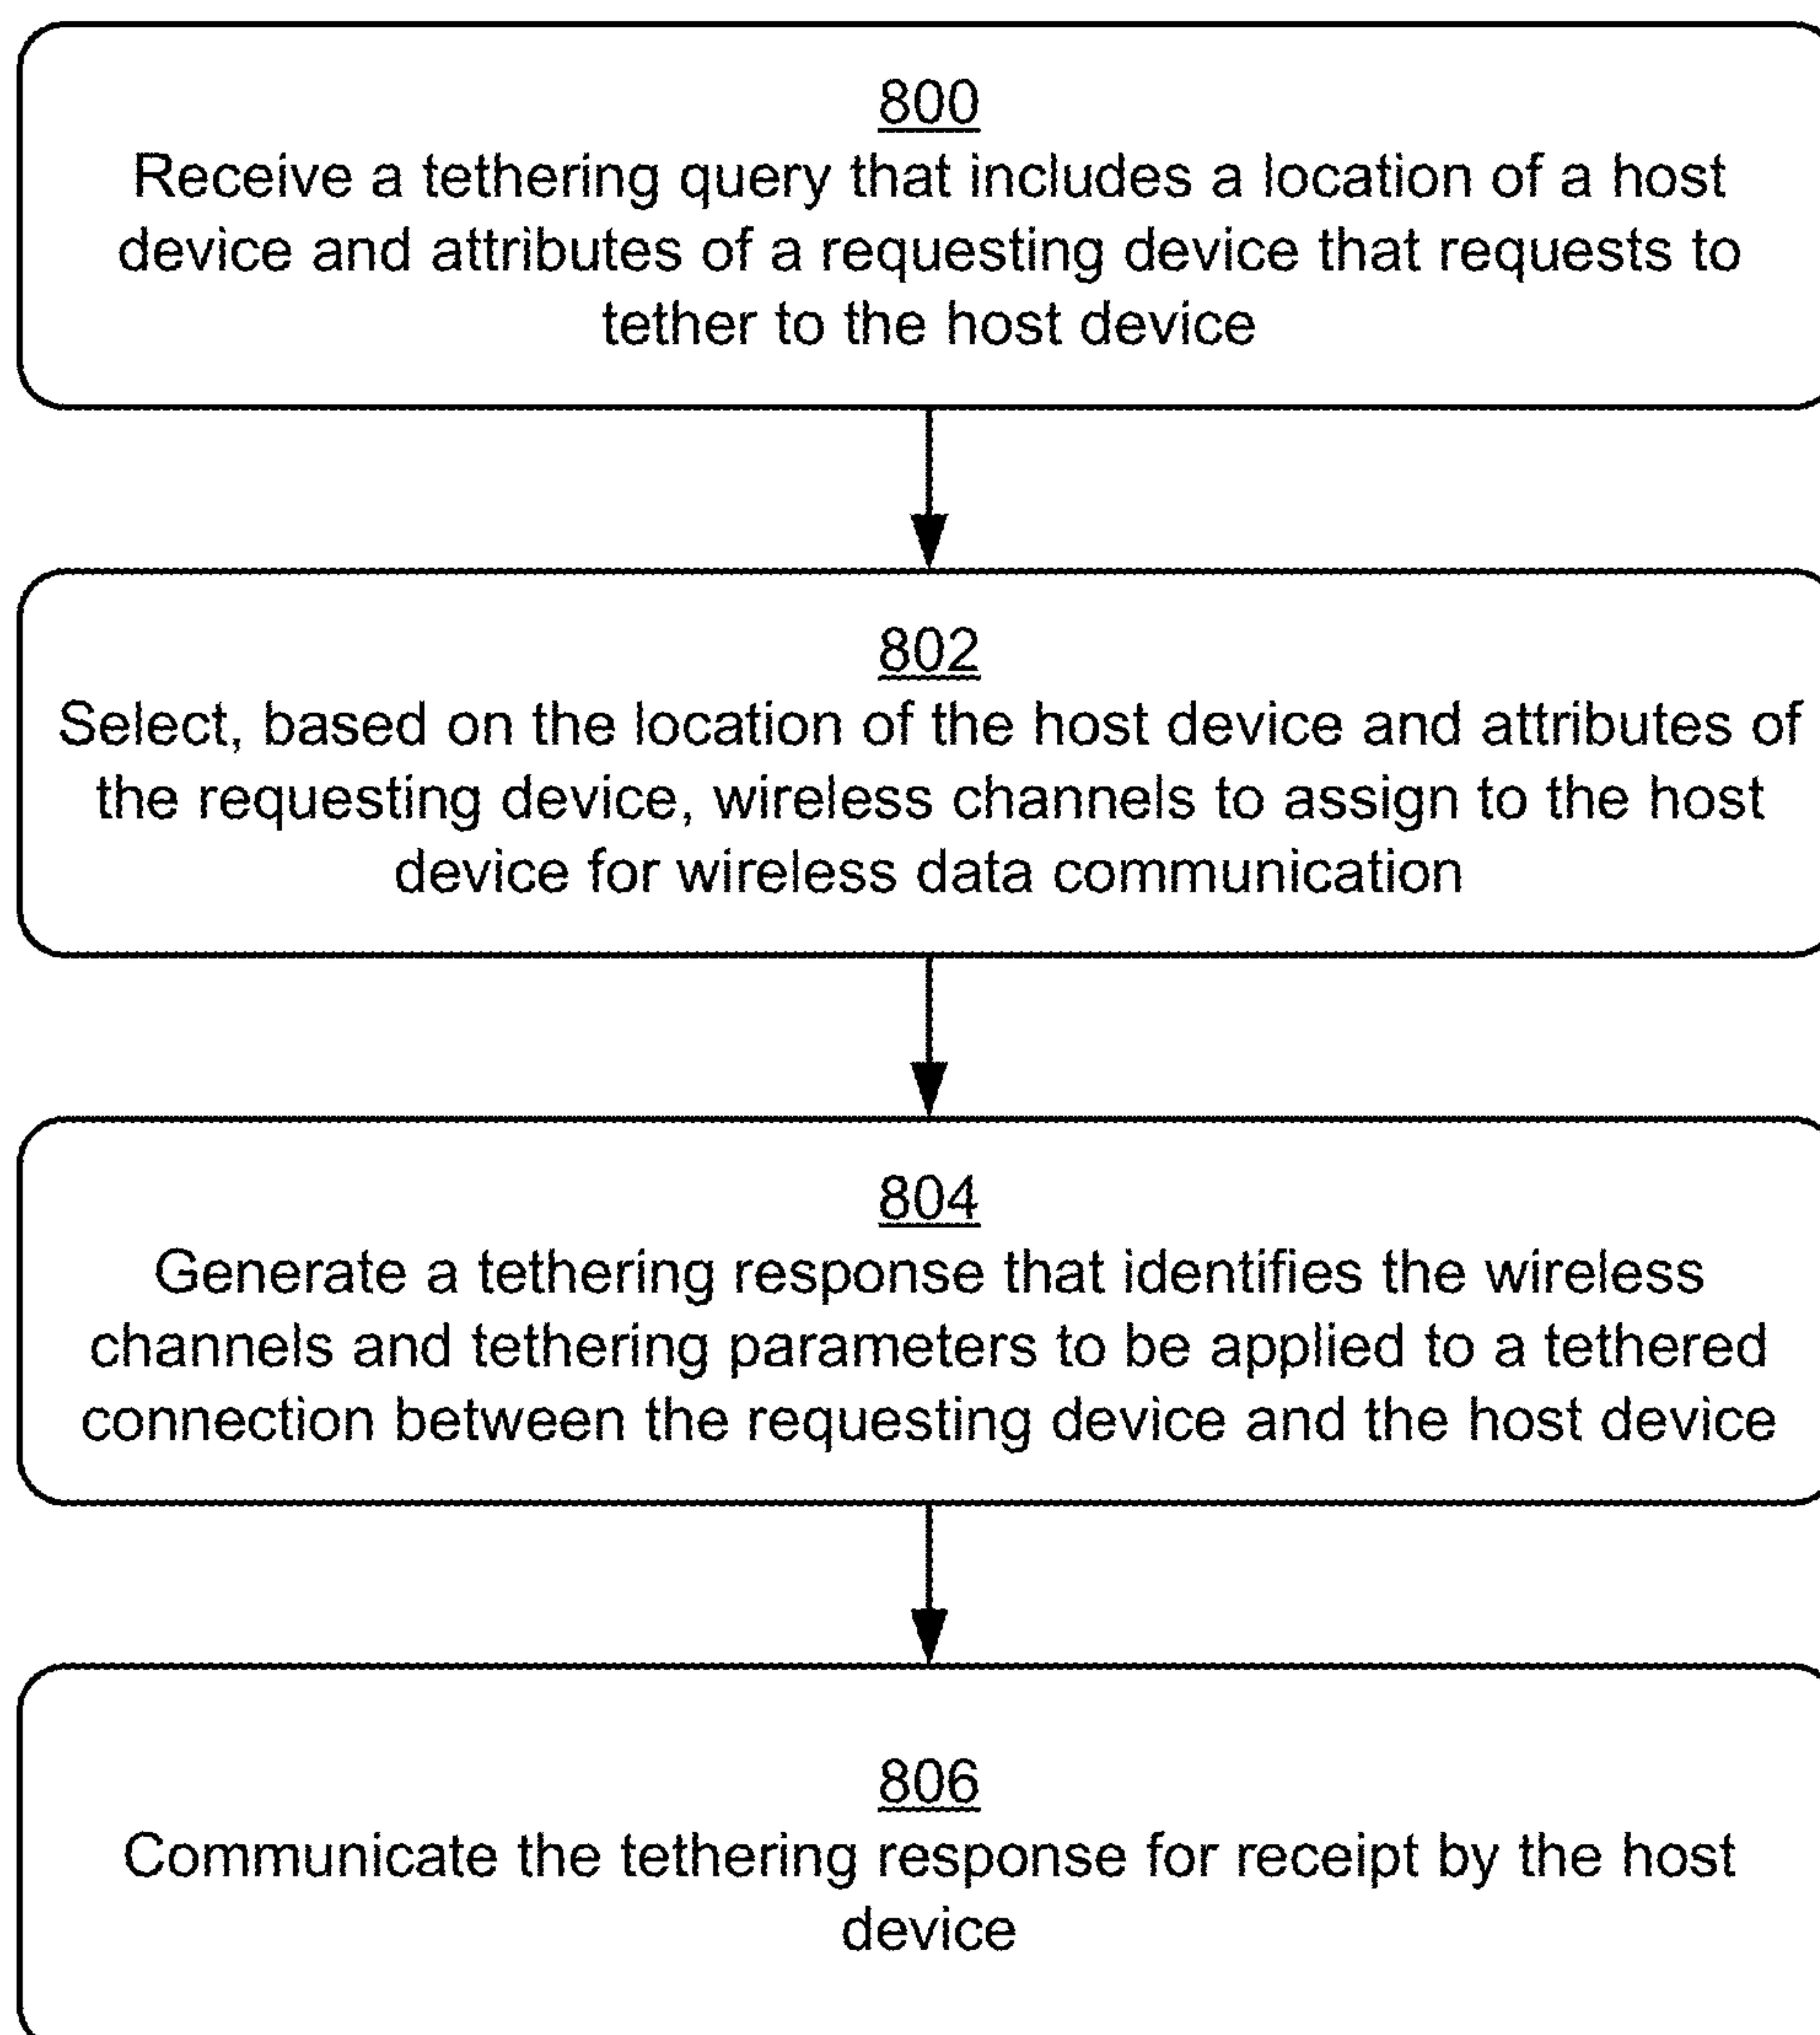 800
Receive a tethering query that includes a location of a host
device and attributes of a requesting device that requests to
tether to the host device
802
Select, based on the location of the host device and attributes of
the requesting device, wireless channels to assign to the host
device for wireless data communication
804
Generate a tethering response that identifies the wireless
channels and tethering parameters to be applied to a tethered
connection between the requesting device and the host device
806
Communicate the tethering response for receipt by the host
device